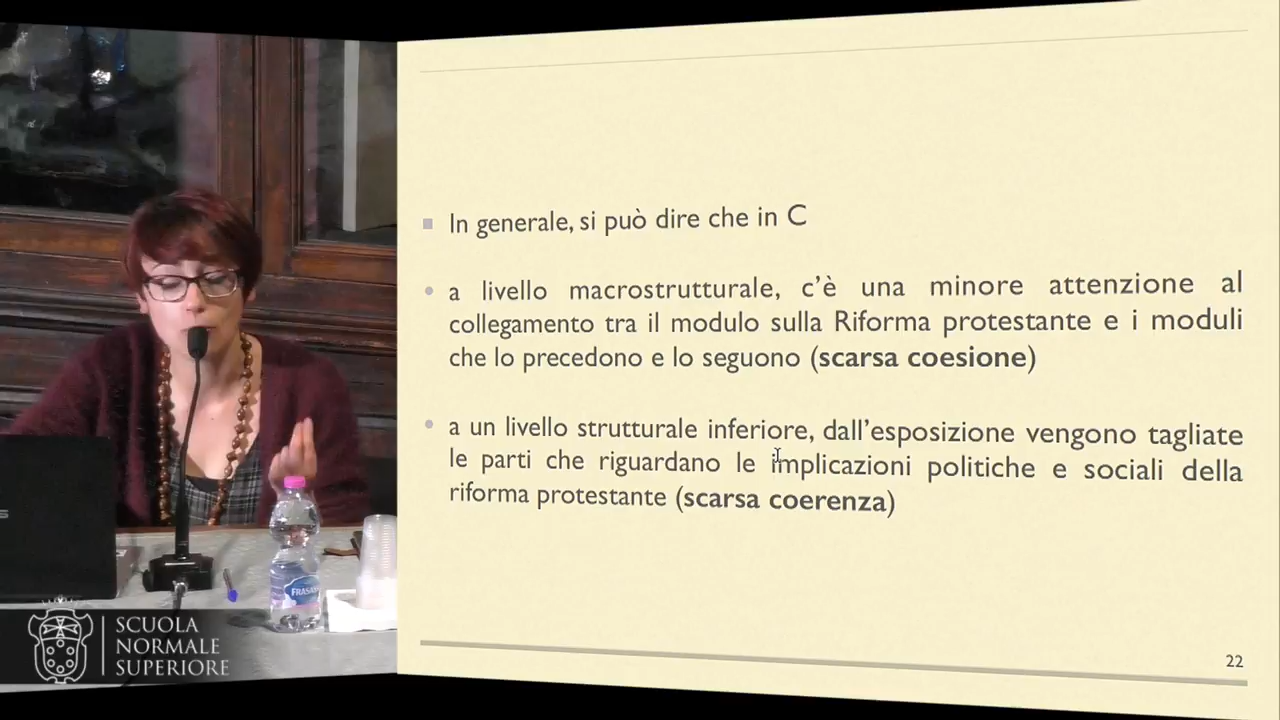 In generale, si può dire che in C
a livello macrostrutturale, c'è una minore attenzione al
collegamento tra il modulo sulla Riforma protestante e i moduli
che lo precedono e lo seguono (scarsa coesione)
a un livello strutturale inferiore, dall'esposizione vengono tagliate
le parti che riguardano le implicazioni politiche e sociali della
riforma protestante (scarsa coerenza)
22
SCUOLA
NORMALE
SUPERIORE